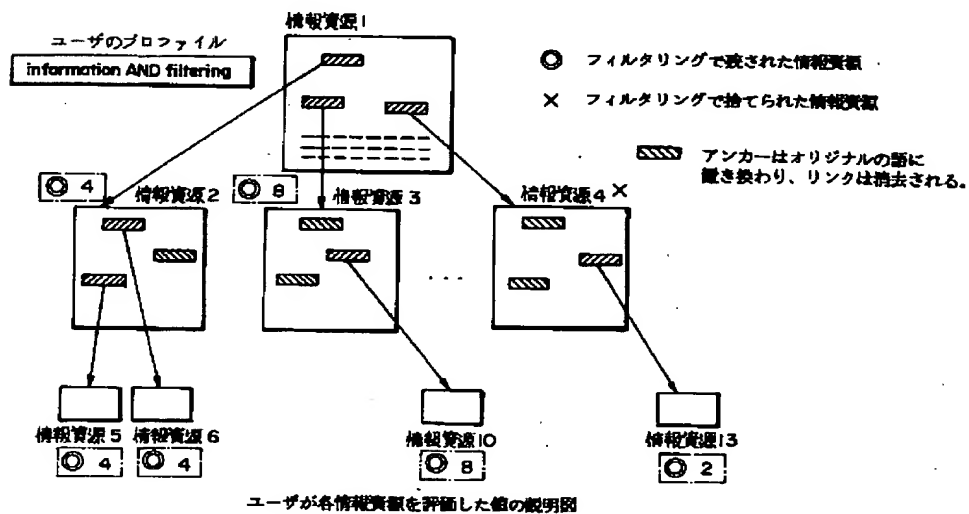 情報資源1
ユーザのプロファイル
information AND filtering
◎ フィルタリングで残された情報資源
× フィルタリングで捨てられた情報資源
アンカーはオリジナルの語に
置き換わり、リンクは消去される。
◎ 4
情報資源2
◎ 8
情報資源3
情報資源4 ×
...
情報資源5
◎ 4
情報資源6
◎ 4
情報資源10
◎ 8
情報資源13
◎ 2
ユーザが各情報資源を評価した値の説明図